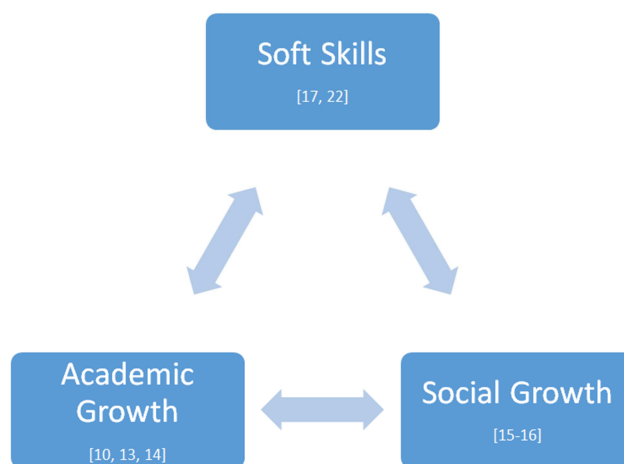 Soft Skills
[17, 22]
Academic
Growth
[10, 13, 14]
Social Growth
[15-16]